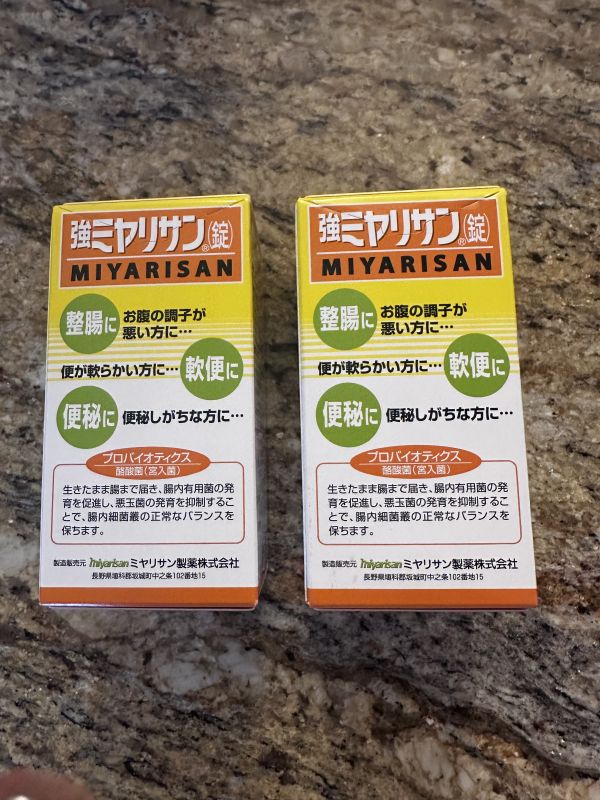 強ミヤリサン®(錠)
MIYARISAN
整腸に
お腹の調子が
悪い方に…
便が軟らかい方に…
軟便に
便秘に
便秘しがちな方に…
プロバイオティクス
酪酸菌(宮入菌)
生きたまま腸まで届き、腸内有用菌の発
育を促進し、悪玉菌の発育を抑制するこ
とで、腸内細菌叢の正常なバランスを
保ちます。
製造販売元 miyarisan ミヤリサン製薬株式会社
長野県埴科郡坂城町中之条102番地15
強ミヤリサン®(錠)
MIYARISAN
整腸に
お腹の調子が
悪い方に…
便が軟らかい方に…
軟便に
便秘に
便秘しがちな方に…
プロバイオティクス
酪酸菌(宮入菌)
生きたまま腸まで届き、腸内有用菌の発
育を促進し、悪玉菌の発育を抑制するこ
とで、腸内細菌叢の正常なバランスを
保ちます。
製造販売元 miyarisan ミヤリサン製薬株式会社
長野県埴科郡坂城町中之条102番地15